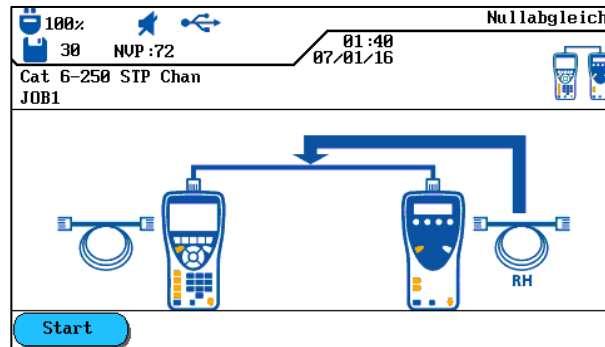 100% Nullabgleich
30 NVP:72 01:40
07/01/16
Cat 6-250 STP Chan
JOB1
RH
Start